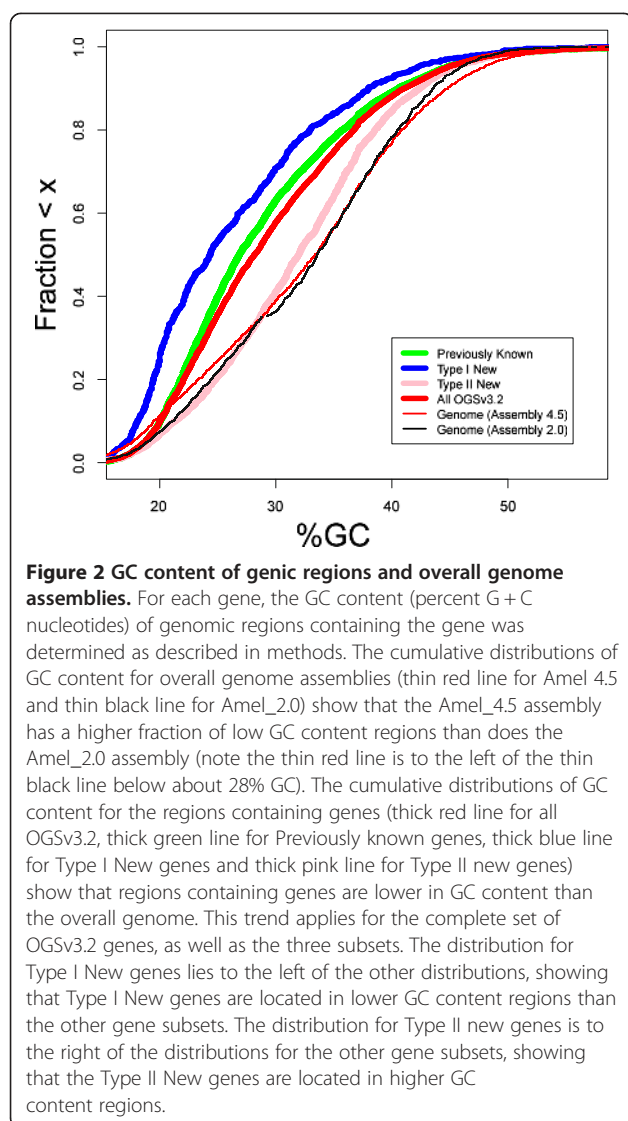 1.0
0.8
0.6
0.4
0.2
0.0
Fraction < x
Previously Known
Type I New
Type II New
All OGSv3.2
Genome (Assembly 4.5)
Genome (Assembly 2.0)
20 30 40 50
%GC
Figure 2 GC content of genic regions and overall genome
assemblies. For each gene, the GC content (percent G + C
nucleotides) of genomic regions containing the gene was
determined as described in methods. The cumulative distributions of
GC content for overall genome assemblies (thin red line for Amel 4.5
and thin black line for Amel_2.0) show that the Amel_4.5 assembly
has a higher fraction of low GC content regions than does the
Amel_2.0 assembly (note the thin red line is to the left of the thin
black line below about 28% GC). The cumulative distributions of GC
content for the regions containing genes (thick red line for all
OGSv3.2, thick green line for Previously known genes, thick blue line
for Type I New genes and thick pink line for Type II new genes)
show that regions containing genes are lower in GC content than
the overall genome. This trend applies for the complete set of
OGSv3.2 genes, as well as the three subsets. The distribution for
Type I New genes lies to the left of the other distributions, showing
that Type I New genes are located in lower GC content regions than
the other gene subsets. The distribution for Type II new genes is to
the right of the distributions for the other gene subsets, showing
that the Type II New genes are located in higher GC
content regions.